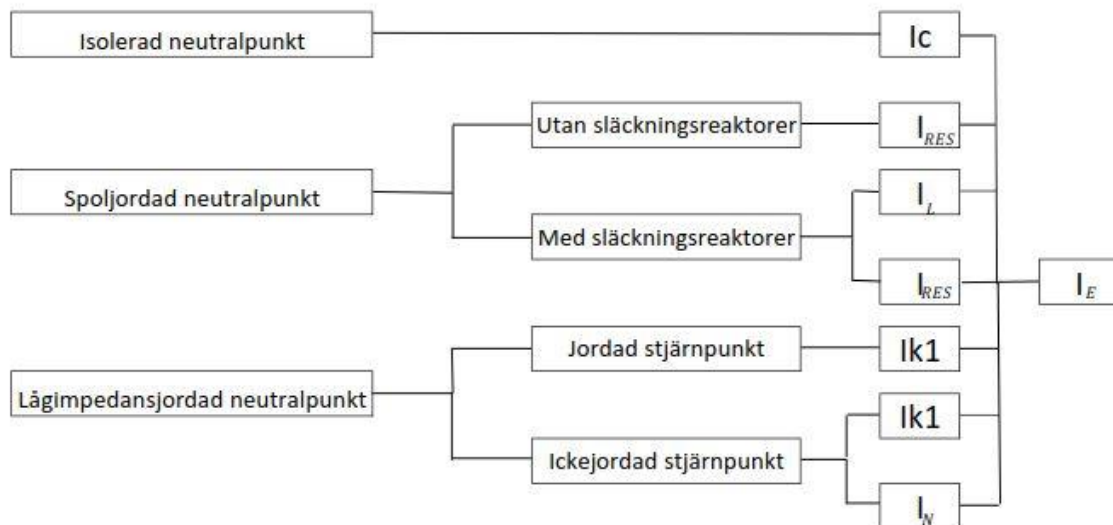 Isolerad neutralpunkt
Ic
Utan släckningsreaktorer
I_RES
Spoljordad neutralpunkt
I_L
Med släckningsreaktorer
I_RES
I_E
Jordad stjärnpunkt
Ik1
Lågimpedansjordad neutralpunkt
Ik1
Ickejordad stjärnpunkt
I_N